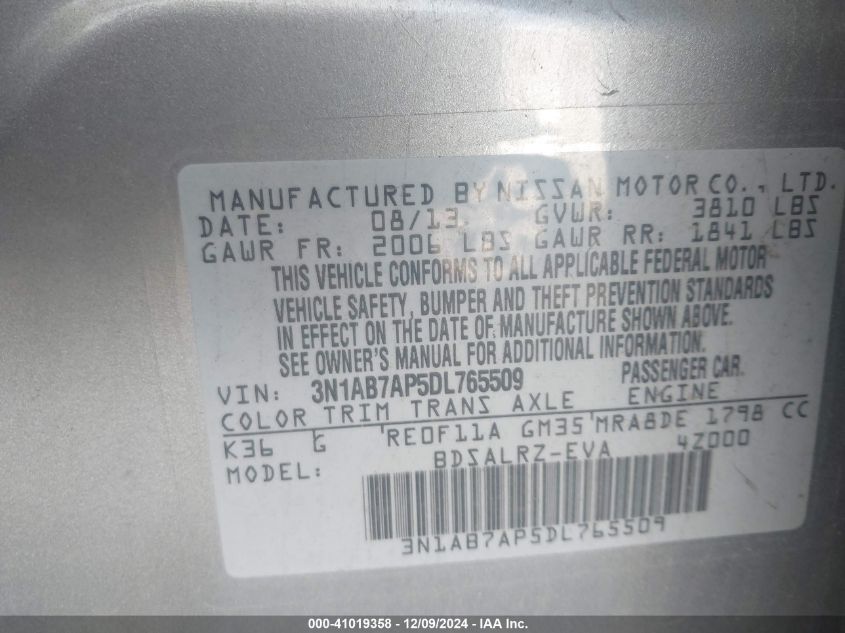 MANUFACTURED BY NISSAN MOTOR CO., LTD.
DATE: 08/13 GVWR: 3810 LBS
GAWR FR: 2006 LBS GAWR RR: 1841 LBS
THIS VEHICLE CONFORMS TO ALL APPLICABLE FEDERAL MOTOR
VEHICLE SAFETY, BUMPER AND THEFT PREVENTION STANDARDS
IN EFFECT ON THE DATE OF MANUFACTURE SHOWN ABOVE.
SEE OWNER'S MANUAL FOR ADDITIONAL INFORMATION.
VIN: 3N1AB7AP5DL765509 PASSENGER CAR
COLOR TRIM TRANS AXLE ENGINE
K36 G RE0F11A GM35 MRA8DE 1798 CC
MODEL: BDSALRZ-EVA 4Z000
3N1AB7AP5DL765509
000-41019358 - 12/09/2024 - IAA Inc.